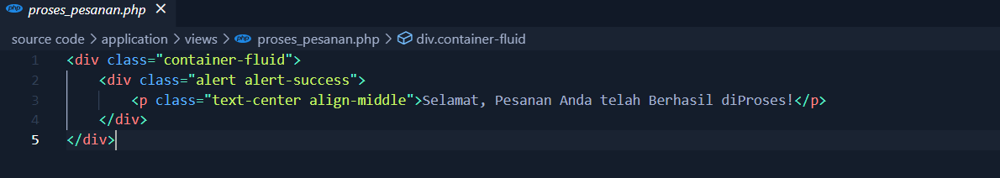 php proses_pesanan.php ×
source code > application > views > php proses_pesanan.php > div.container-fluid
1 <div class="container-fluid">
2     <div class="alert alert-success">
3         <p class="text-center align-middle">Selamat, Pesanan Anda telah Berhasil diProses!</p>
4     </div>
5 </div>